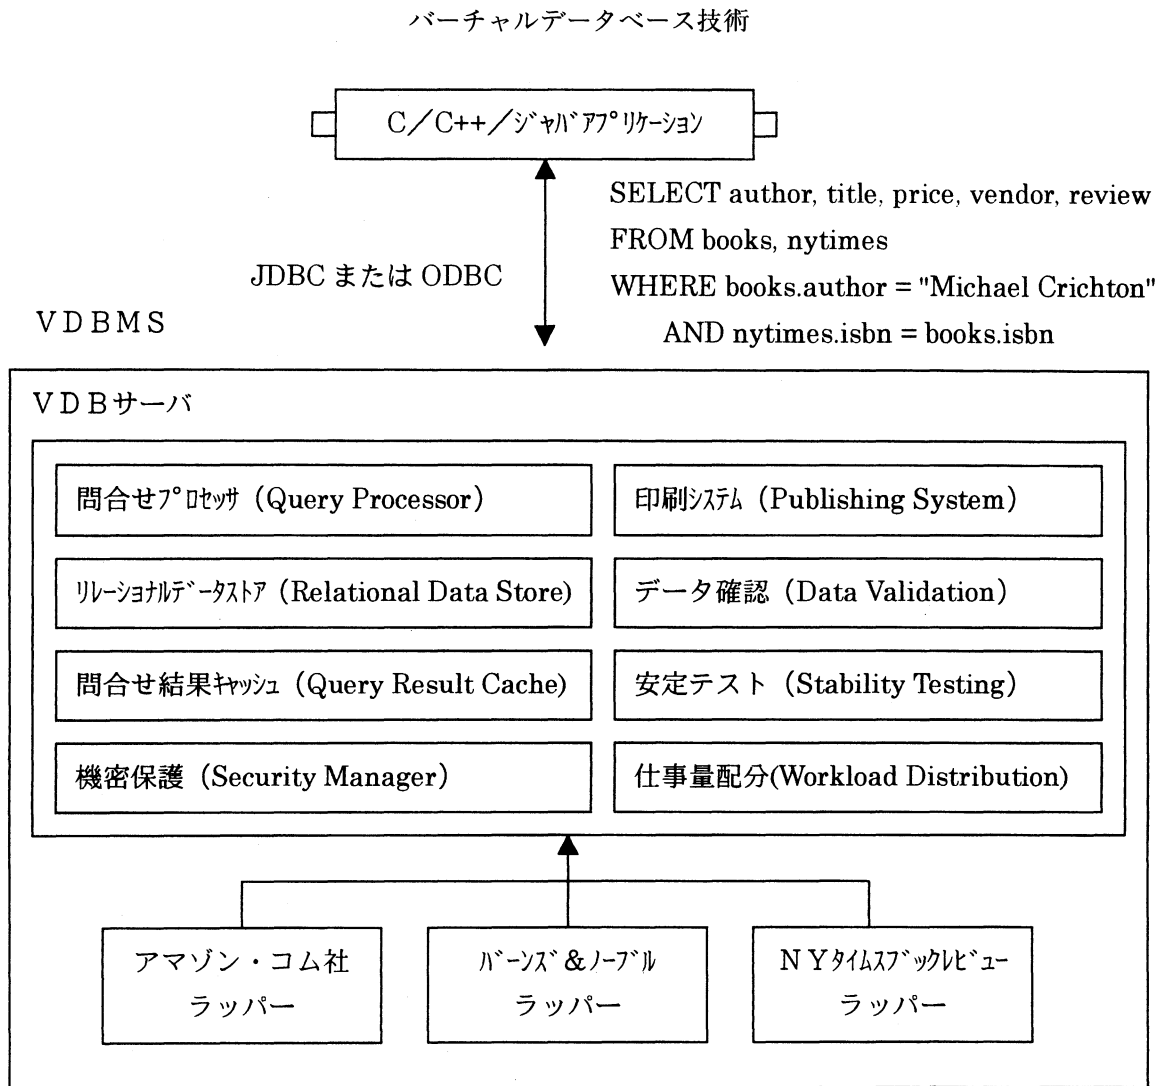 バーチャルデータベース技術
C／C++／ｼﾞｬﾊﾞｱﾌﾟﾘｹｰｼｮﾝ
SELECT author, title, price, vendor, review
FROM books, nytimes
JDBC または ODBC
WHERE books.author = "Michael Crichton"
AND nytimes.isbn = books.isbn
ＶＤＢＭＳ
ＶＤＢサーバ
問合せﾌﾟﾛｾｯｻ（Query Processor）
印刷ｼｽﾃﾑ（Publishing System）
ﾘﾚｰｼｮﾅﾙﾃﾞｰﾀｽﾄｱ（Relational Data Store)
データ確認（Data Validation）
問合せ結果ｷｬｯｼｭ（Query Result Cache)
安定テスト（Stability Testing）
機密保護（Security Manager）
仕事量配分(Workload Distribution)
アマゾン・コム社
ラッパー
ﾊﾞｰﾝｽﾞ＆ﾉｰﾌﾞﾙ
ラッパー
ＮＹﾀｲﾑｽﾌﾞｯｸﾚﾋﾞｭｰ
ラッパー